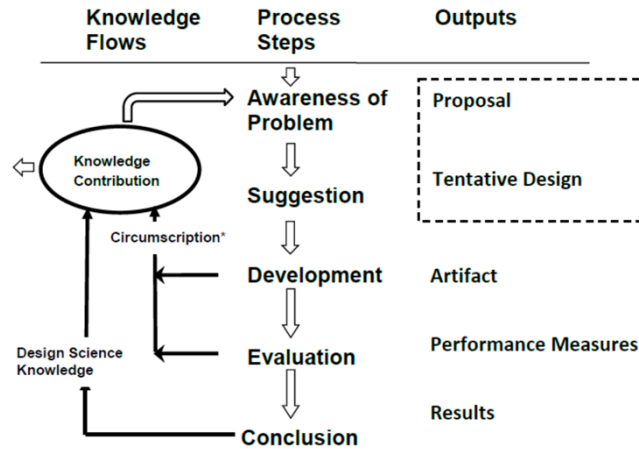 Knowledge Flows
Process Steps
Outputs
Awareness of Problem
Proposal
Knowledge Contribution
Suggestion
Tentative Design
Circumscription*
Development
Artifact
Design Science Knowledge
Evaluation
Performance Measures
Conclusion
Results